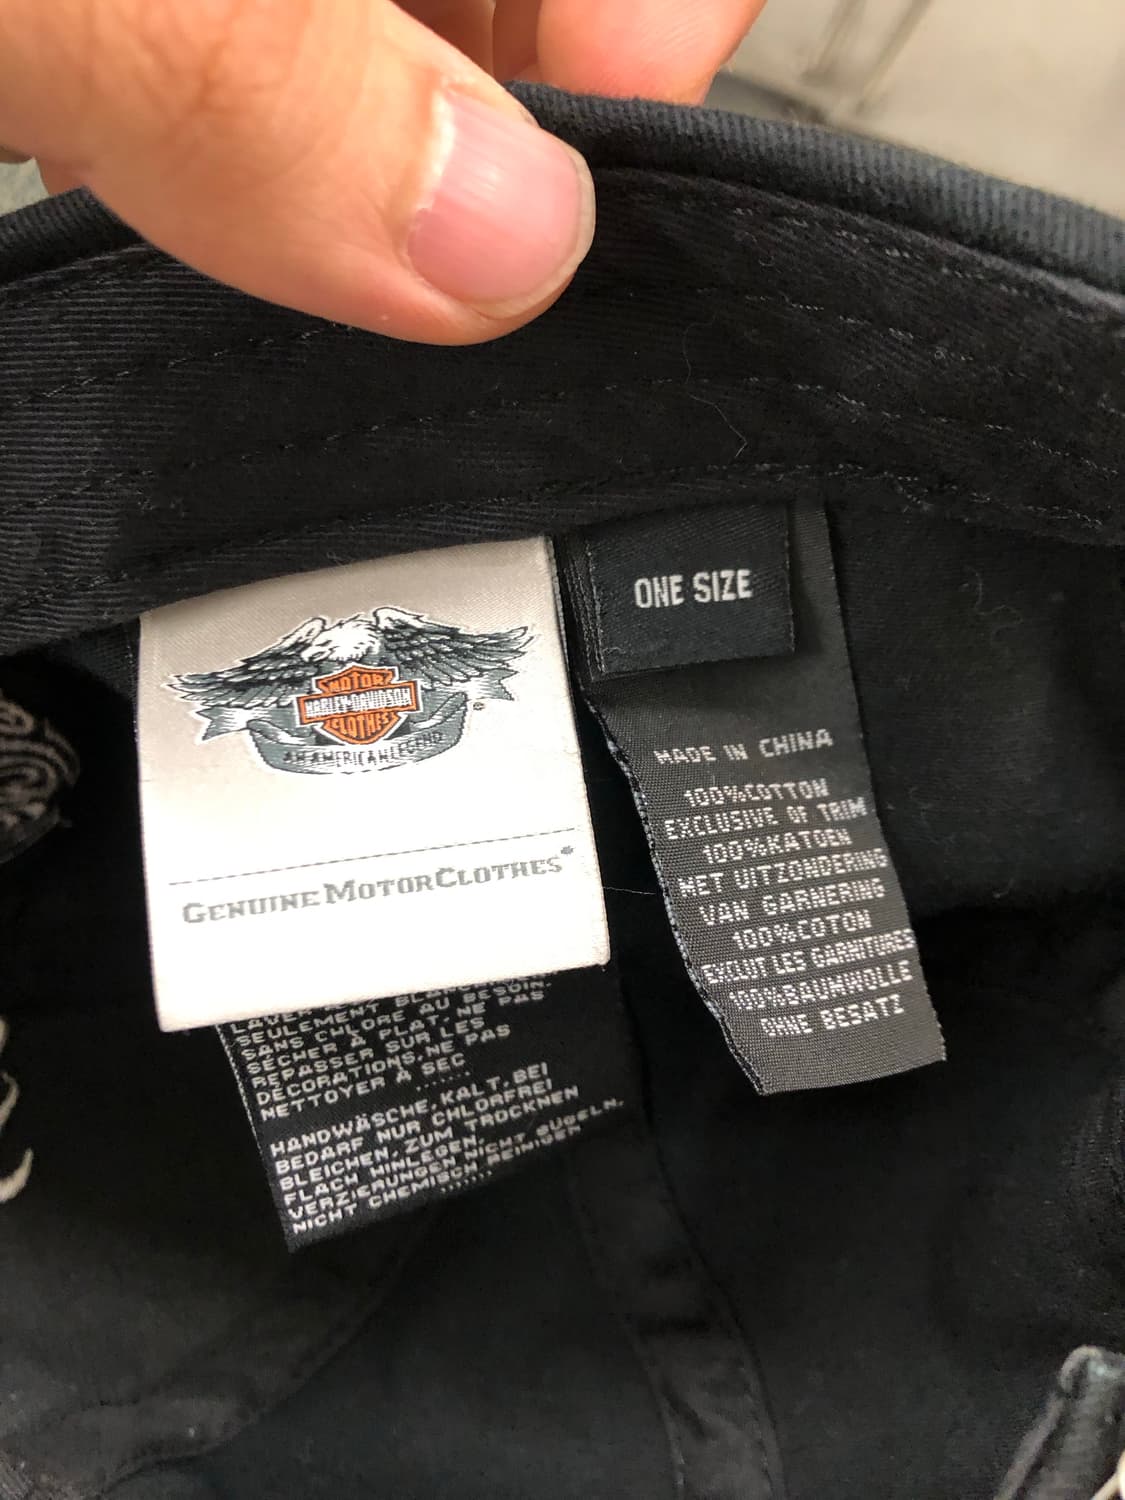 MOTOR
HARLEY-DAVIDSON
CLOTHES
AN AMERICAN LEGEND
®
GENUINE MOTORCLOTHES®
ONE SIZE
MADE IN CHINA
100%COTTON
EXCLUSIVE OF TRIM
100%KATOEN
MET UITZONDERING
VAN GARNERING
100%COTON
EXCLUT LES GARNITURES
100%BAUMWOLLE
OHNE BESATZ
SEULEMENT AU BESOIN.
SANS CHLORE
SÉCHER À PLAT. NE PAS
REPASSER SUR LES
DÉCORATIONS. NE PAS
NETTOYER À SEC
HANDWÄSCHE, KALT. BEI
BEDARF NUR CHLORFREI
BLEICHEN. ZUM TROCKNEN
FLACH HINLEGEN.
VERZIERUNGEN NICHT BÜGELN.
NICHT CHEMISCH REINIGEN